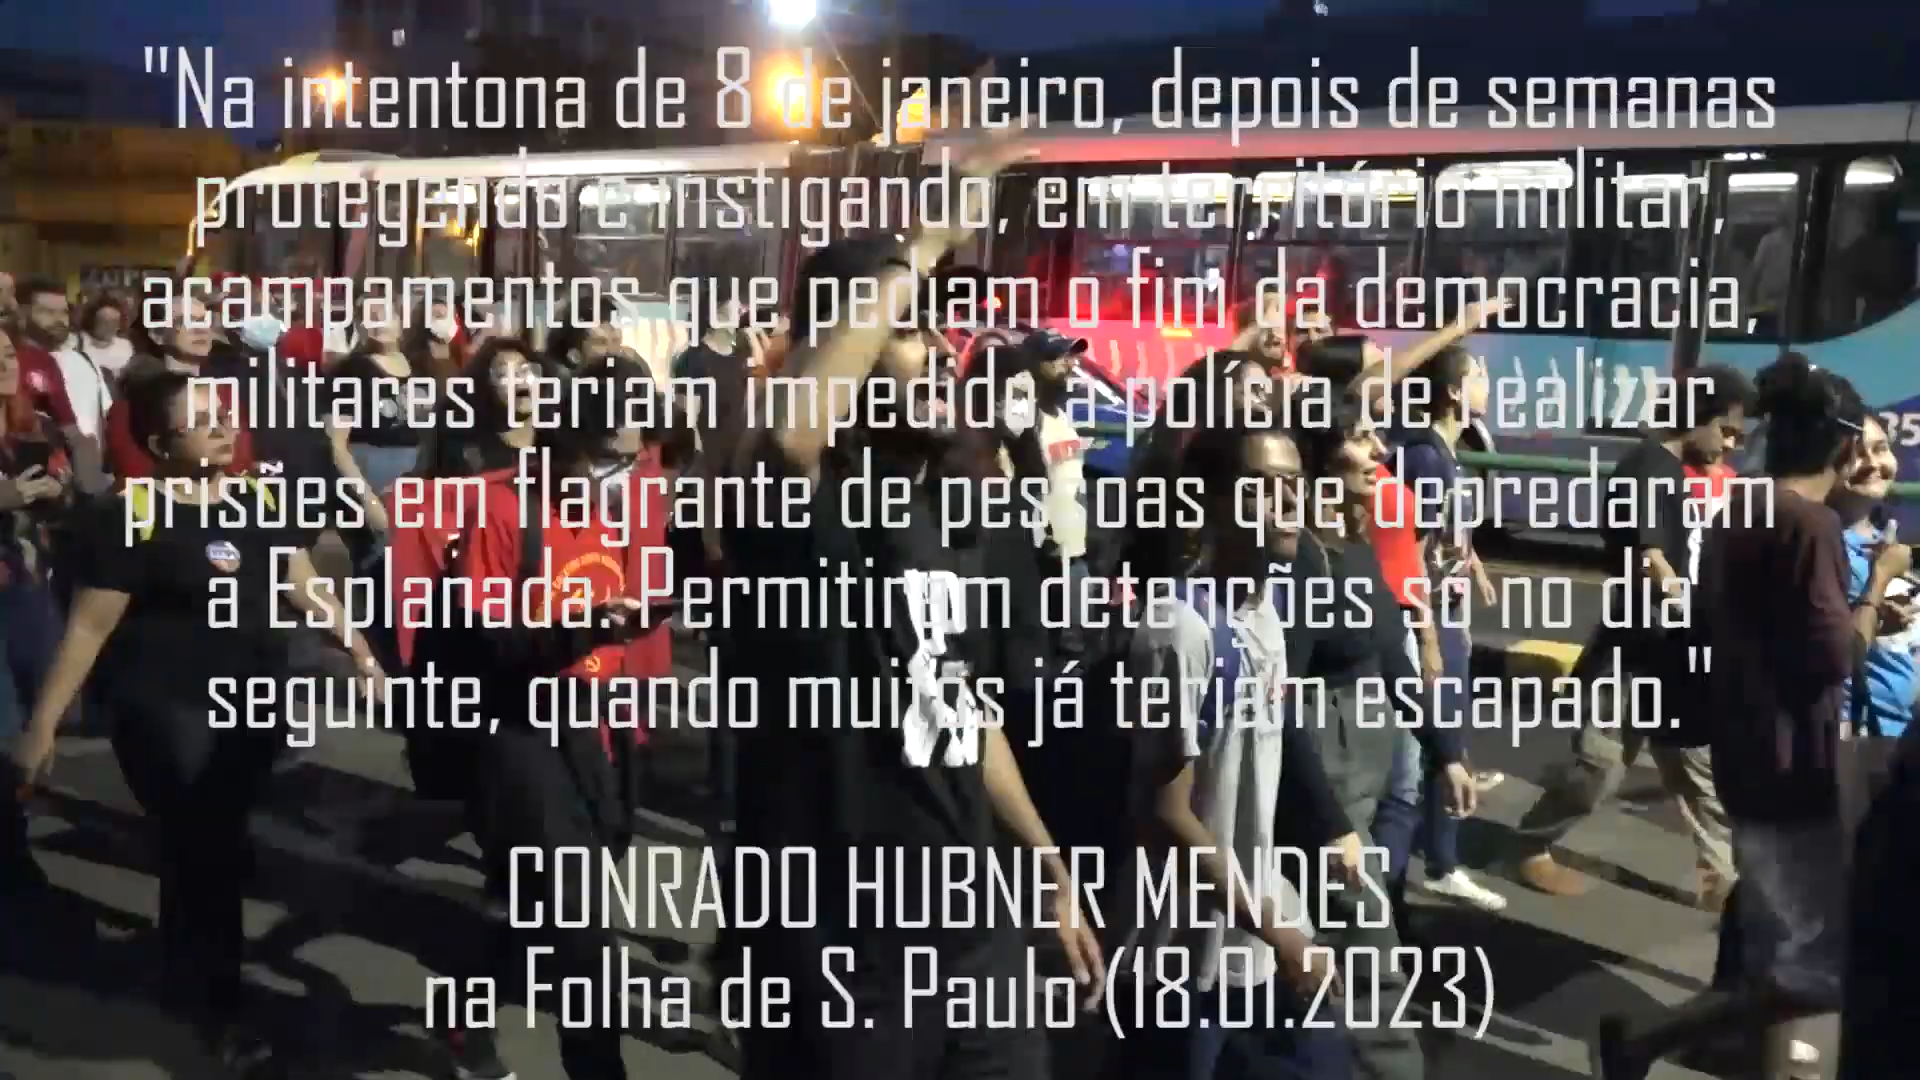 "Na intentona de 8 de janeiro, depois de semanas
protegendo e instigando, em território militar,
acampamentos que pediam o fim da democracia,
militares teriam impedido a polícia de realizar
prisões em flagrante de pessoas que depredaram
a Esplanada. Permitiram detenções só no dia
seguinte, quando muitos já teriam escapado."
CONRADO HUBNER MENDES
na Folha de S. Paulo (18.01.2023)